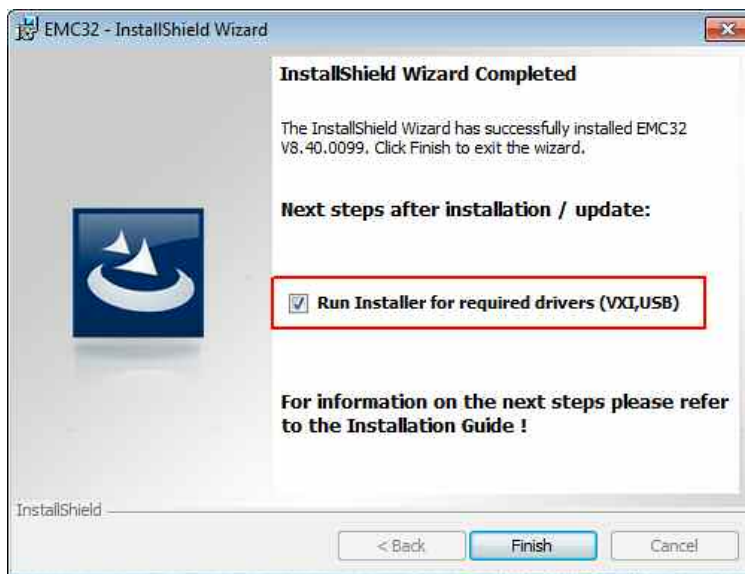 EMC32 - InstallShield Wizard
InstallShield Wizard Completed
The InstallShield Wizard has successfully installed EMC32
V8.40.0099. Click Finish to exit the wizard.
Next steps after installation / update:
Run Installer for required drivers (VXI,USB)
For information on the next steps please refer
to the Installation Guide !
InstallShield
< Back
Finish
Cancel